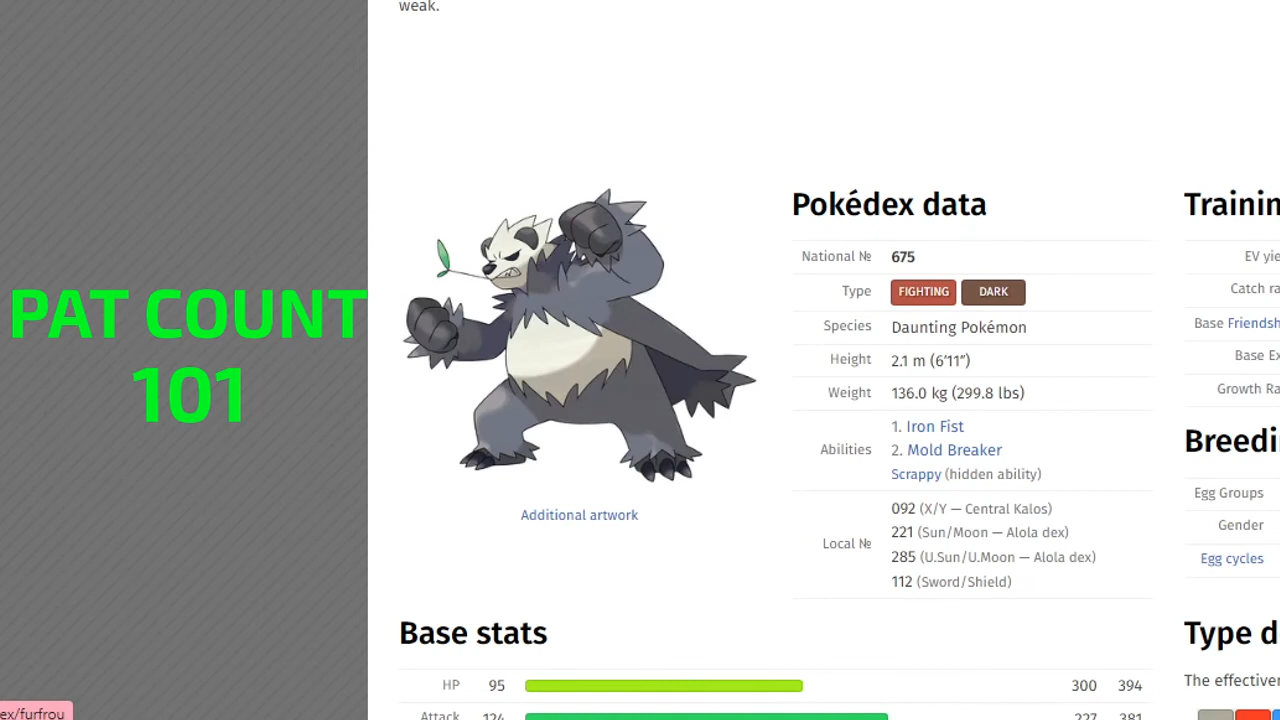 weak.
PAT COUNT
101
Additional artwork
Pokédex data
National № 675
Type FIGHTING DARK
Species Daunting Pokémon
Height 2.1 m (6′11″)
Weight 136.0 kg (299.8 lbs)
Abilities 1. Iron Fist
2. Mold Breaker
Scrappy (hidden ability)
Local № 092 (X/Y — Central Kalos)
221 (Sun/Moon — Alola dex)
285 (U.Sun/U.Moon — Alola dex)
112 (Sword/Shield)
Trainin
EV yie
Catch ra
Base Friendsh
Base Ex
Growth Ra
Breedi
Egg Groups
Gender
Egg cycles
Base stats
HP 95 300 394
Attack 124 227 381
Type d
The effectiver
ex/furfrou